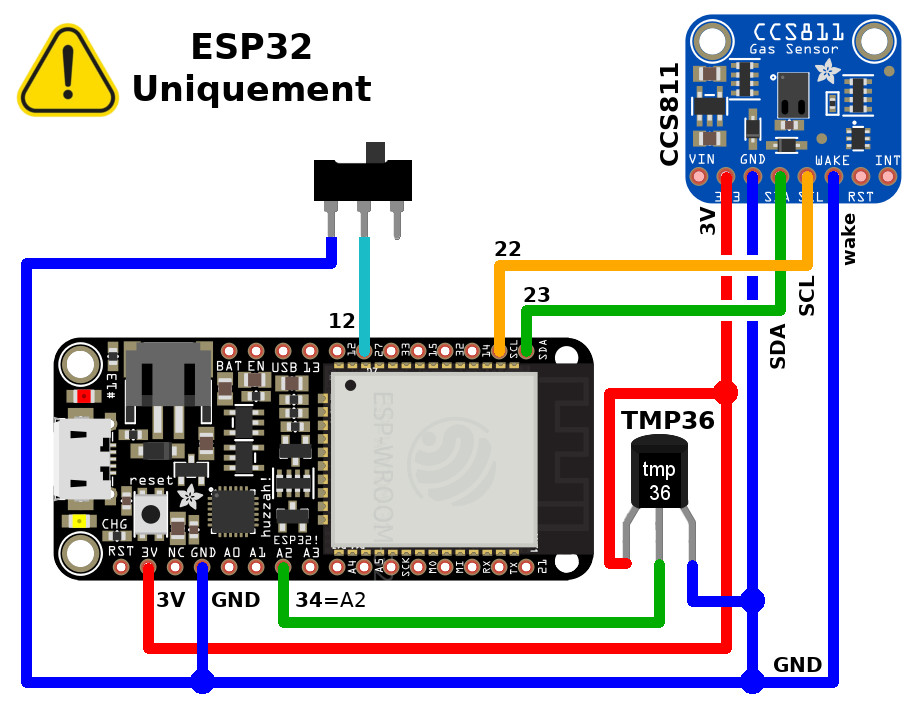 ESP32
Uniquement
CCS811
Gas Sensor
CCS811
VIN
GND
WAKE
INT
3V3
SDA
SCL
RST
3V
wake
22
SCL
23
SDA
12
12
27
33
15
32
14
SCL
SDA
BAT
EN
USB
13
#13
ESP-WROOM-32
TMP36
tmp
36
reset
huzzah!
CHG
ESP32!
RST
3V
NC
GND
A0
A1
A2
A3
A4
A5
SCK
MO
MI
RX
TX
21
3V
GND
34=A2
GND